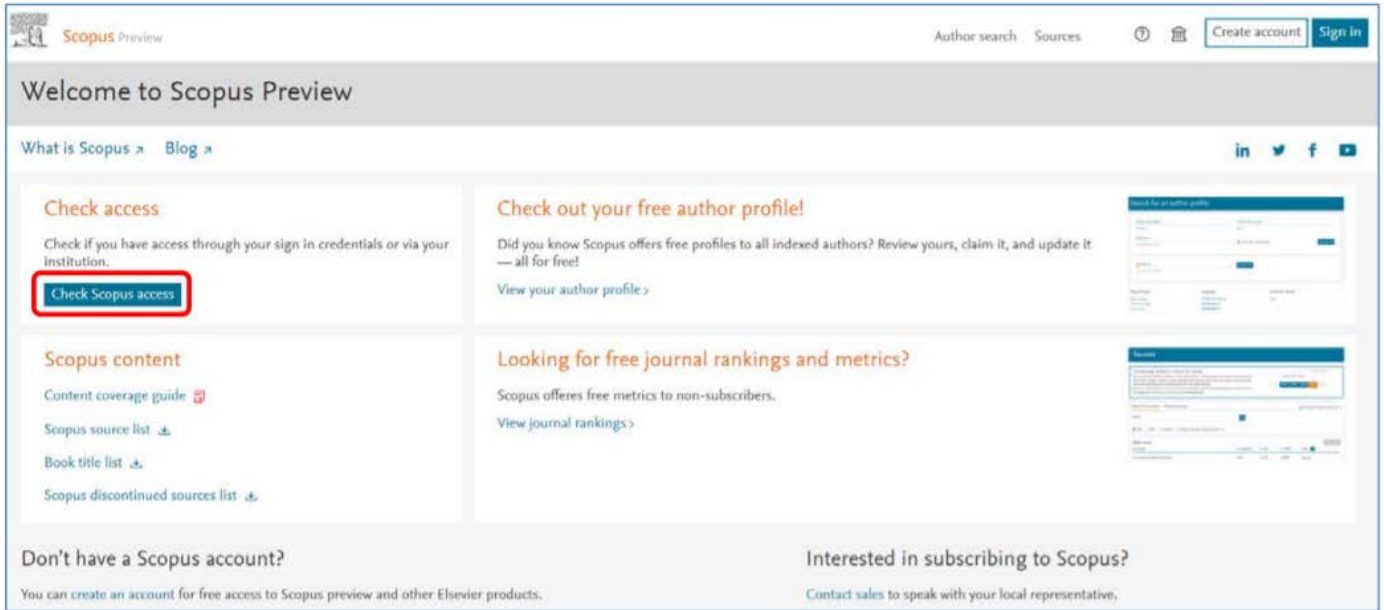 Scopus Preview
Author search Sources
Create account
Sign in
Welcome to Scopus Preview
What is Scopus
Blog
Check access
Check if you have access through your sign in credentials or via your
institution.
Check Scopus access
Check out your free author profile!
Did you know Scopus offers free profiles to all indexed authors? Review yours, claim it, and update it
— all for free!
View your author profile >
Search for an author profile
Scopus content
Content coverage guide
Scopus source list
Book title list
Scopus discontinued sources list
Looking for free journal rankings and metrics?
Scopus offeres free metrics to non-subscribers.
View journal rankings >
Sources
Don't have a Scopus account?
You can create an account for free access to Scopus preview and other Elsevier products.
Interested in subscribing to Scopus?
Contact sales to speak with your local representative.